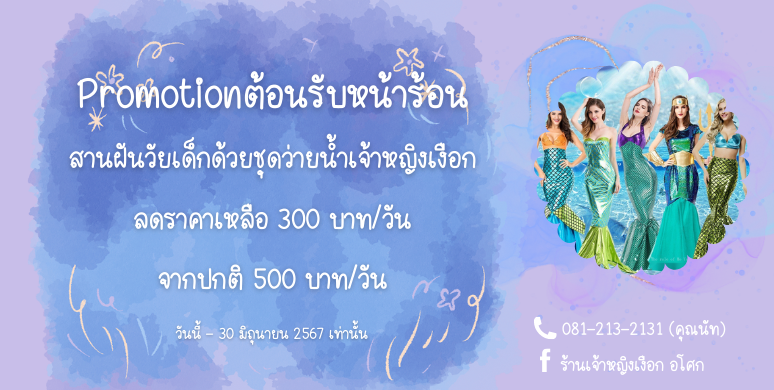 Promotionต้อนรับหน้าร้อน
สานฝันวัยเด็กด้วยชุดว่ายน้ำเจ้าหญิงเงือก
ลดราคาเหลือ 300 บาท/วัน
จากปกติ 500 บาท/วัน
วันนี้ - 30 มิถุนายน 2567 เท่านั้น
081-213-2131 (คุณนัท)
ร้านเจ้าหญิงเงือก อโศก